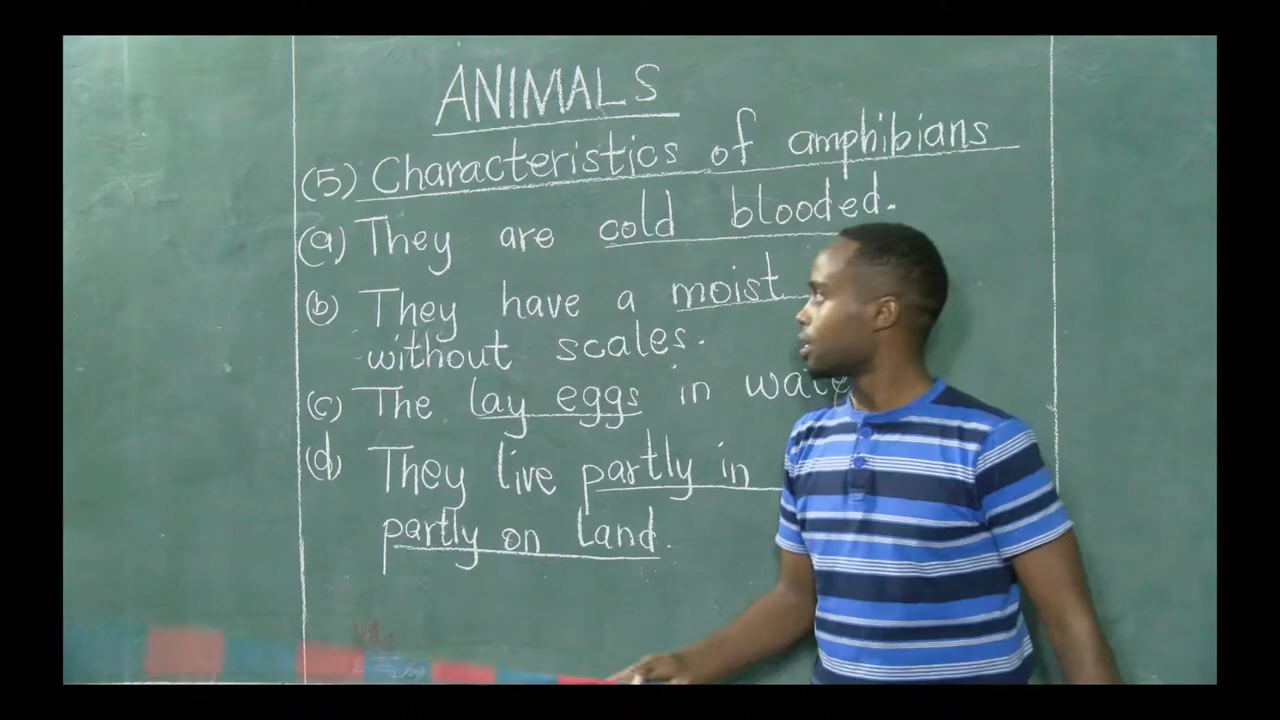 ANIMALS
(5) Characteristics of amphibians
(a) They are cold blooded.
(b) They have a moist
without scales.
(c) The lay eggs in wate
(d) They live partly in
partly on land.